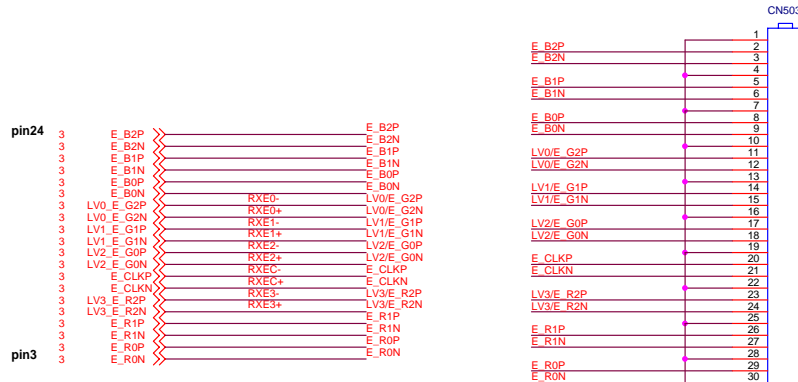 CN503
1
E_B2P 2
E_B2N 3
4
E_B1P 5
E_B1N 6
7
E_B0P 8
E_B0N 9
10
LV0/E_G2P 11
LV0/E_G2N 12
13
LV1/E_G1P 14
LV1/E_G1N 15
16
LV2/E_G0P 17
LV2/E_G0N 18
19
E_CLKP 20
E_CLKN 21
22
LV3/E_R2P 23
LV3/E_R2N 24
25
E_R1P 26
E_R1N 27
28
E_R0P 29
E_R0N 30
pin24 3 E_B2P E_B2P
3 E_B2N E_B2N
3 E_B1P E_B1P
3 E_B1N E_B1N
3 E_B0P E_B0P
3 E_B0N E_B0N
3 LV0_E_G2P RXE0- LV0/E_G2P
3 LV0_E_G2N RXE0+ LV0/E_G2N
3 LV1_E_G1P RXE1- LV1/E_G1P
3 LV1_E_G1N RXE1+ LV1/E_G1N
3 LV2_E_G0P RXE2- LV2/E_G0P
3 LV2_E_G0N RXE2+ LV2/E_G0N
3 E_CLKP RXEC- E_CLKP
3 E_CLKN RXEC+ E_CLKN
3 LV3_E_R2P RXE3- LV3/E_R2P
3 LV3_E_R2N RXE3+ LV3/E_R2N
3 E_R1P E_R1P
3 E_R1N E_R1N
3 E_R0P E_R0P
pin3 3 E_R0N E_R0N